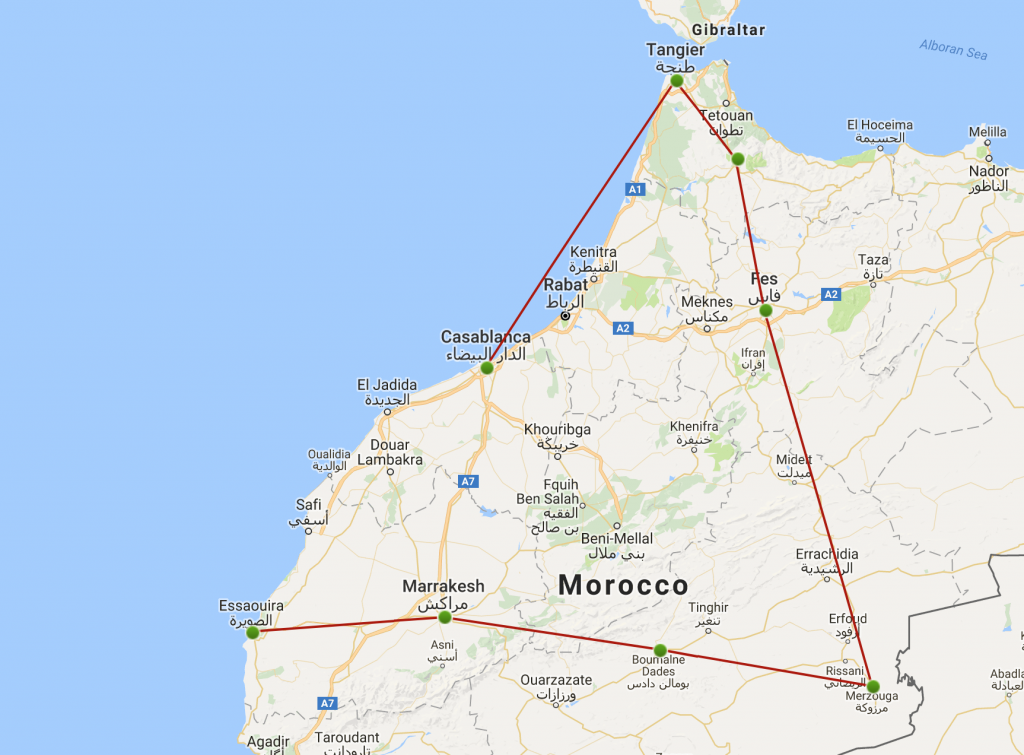 Gibraltar
Alboran Sea
Tangier
طنجة
Tetouan
تطوان
El Hoceima
الحسيمة
Melilla
Nador
الناظور
A1
Kenitra
القنيطرة
Rabat
الرباط
Taza
تازة
Fes
فاس
A2
Meknes
مكناس
A2
Casablanca
الدار البيضاء
Ifran
إفران
El Jadida
الجديدة
Khouribga
خريبكة
Khenifra
خنيفرة
Douar
Lambakra
Oualidia
الوالدية
Midelt
ميدلت
A7
Fquih
Ben Salah
الفقيه
بن صالح
Safi
أسفي
Beni-Mellal
بني ملال
Errachidia
الرشيدية
Morocco
Marrakesh
مراكش
Essaouira
الصويرة
Tinghir
تنغير
Erfoud
أرفود
Asni
أسني
Boumalne
Dades
بومالن دادس
Rissani
الريصاني
Merzouga
مرزوكة
Ouarzazate
ورزازات
A7
Agadir
Taroudant
تارودانت